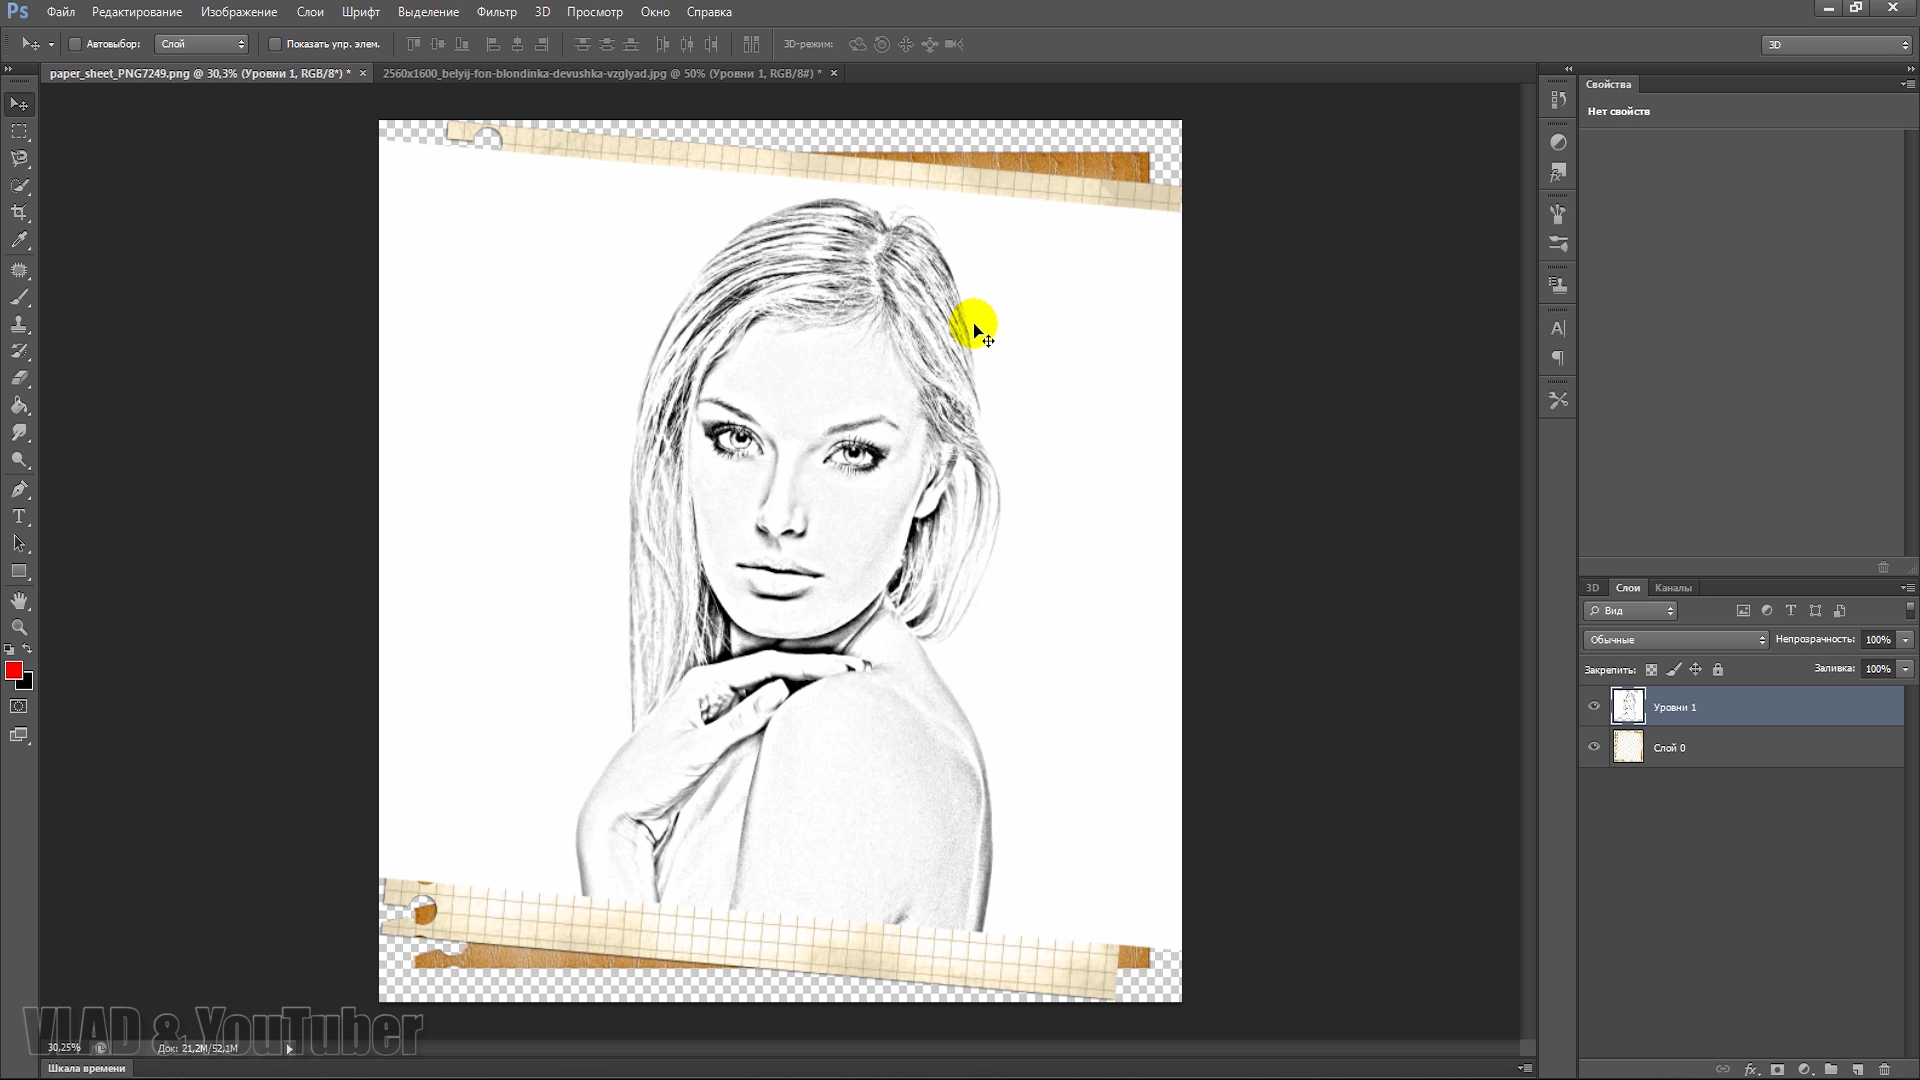 Ps Файл Редактирование Изображение Слои Шрифт Выделение Фильтр 3D Просмотр Окно Справка
Автовыбор: Слой Показать упр. элем. 3D-режим: 3D
paper_sheet_PNG7249.png @ 30,3% (Уровни 1, RGB/8*) * × 2560x1600_belyij-fon-blondinka-devushka-vzglyad.jpg @ 50% (Уровни 1, RGB/8#) * ×
Свойства
Нет свойств
3D Слои Каналы
Вид
Обычные Непрозрачность: 100%
Закрепить: Заливка: 100%
Уровни 1
Слой 0
VlAD & YouTuber
30,25% Док: 21,2M/52,1M
Шкала времени